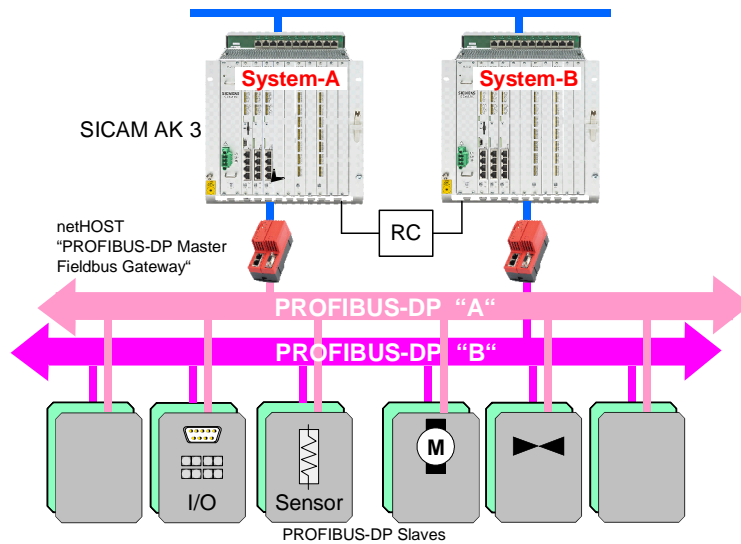 System-A
System-B
SICAM AK 3
SIEMENS
RC
netHOST
“PROFIBUS-DP Master
Fieldbus Gateway“
PROFIBUS-DP “A“
PROFIBUS-DP “B“
M
I/O
Sensor
PROFIBUS-DP Slaves